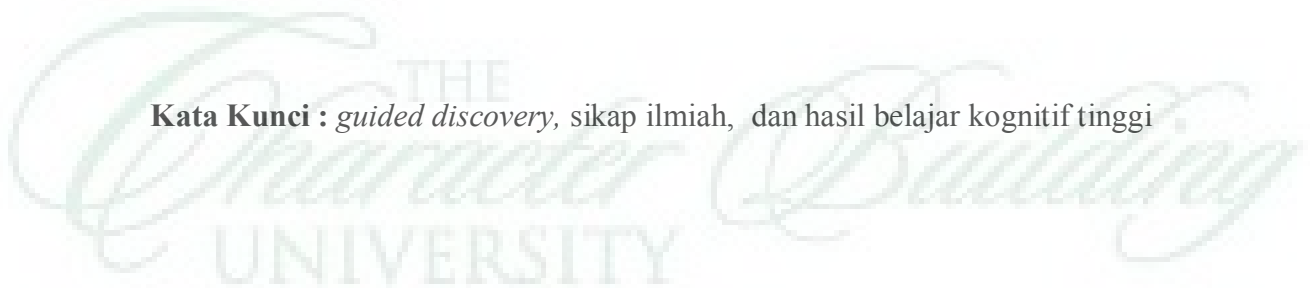 THE
Kata Kunci : guided discovery, sikap ilmiah, dan hasil belajar kognitif tinggi
Character Building
UNIVERSITY